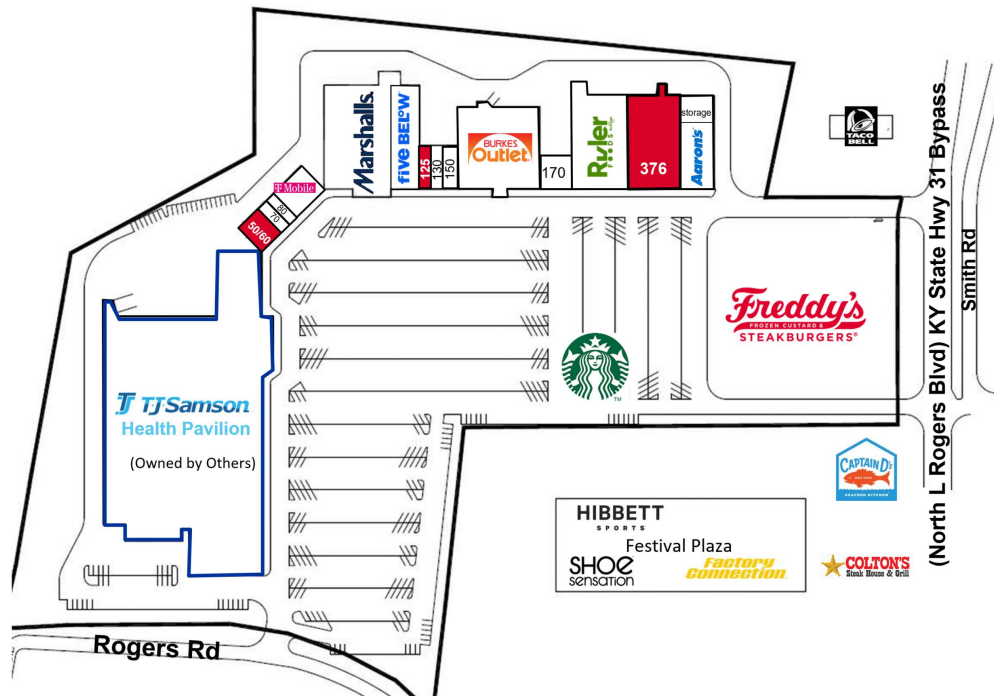 Marshalls.
five BEL°W
125
130
150
BURKES
Outlet
170
Ruler
FOODS
376
storage
Aaron's
TACO
BELL
T Mobile
80
70
50/60
TJ TJSamson
Health Pavilion
(Owned by Others)
Freddy's
FROZEN CUSTARD &
STEAKBURGERS®
TM
(North L Rogers Blvd) KY State Hwy 31 Bypass
Smith Rd
CAPTAIN D'S
SEAFOOD KITCHEN
HIBBETT
SPORTS
Festival Plaza
SHOE
sensation
Factory
Connection
COLTON'S
Steak House & Grill
Rogers Rd